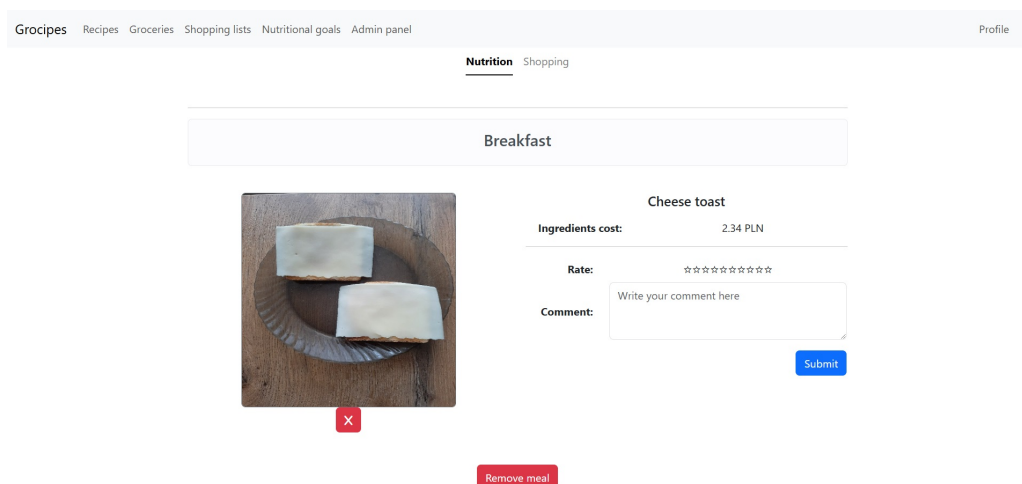 Grocipes Recipes Groceries Shopping lists Nutritional goals Admin panel Profile
Nutrition Shopping
Breakfast
Cheese toast
Ingredients cost: 2.34 PLN
Rate: ☆☆☆☆☆☆☆☆☆☆
Write your comment here
Comment:
Submit
X
Remove meal